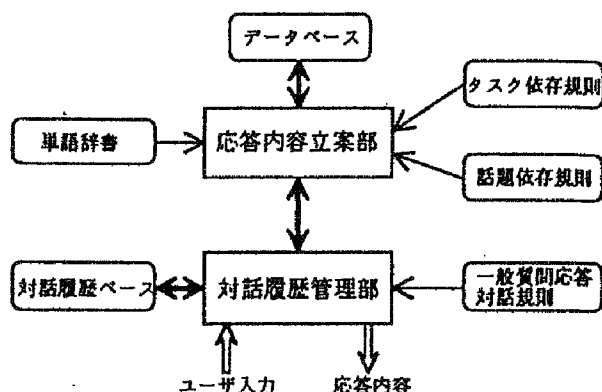 データベース
タスク依存規則
単語辞書
応答内容立案部
話題依存規則
対話履歴ベース
対話履歴管理部
一般質問応答
対話規則
ユーザ入力
応答内容